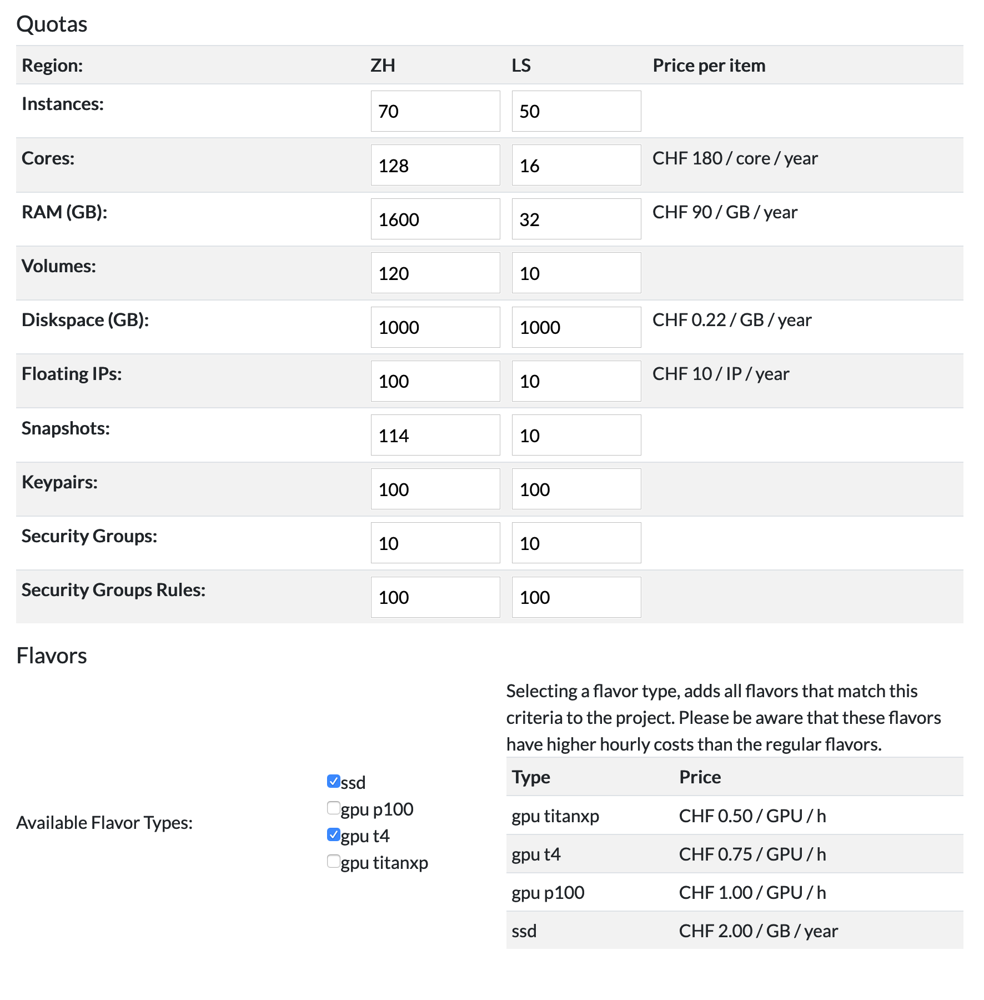 Quotas
Region: ZH LS Price per item
Instances: 70 50
Cores: 128 16 CHF 180 / core / year
RAM (GB): 1600 32 CHF 90 / GB / year
Volumes: 120 10
Diskspace (GB): 1000 1000 CHF 0.22 / GB / year
Floating IPs: 100 10 CHF 10 / IP / year
Snapshots: 114 10
Keypairs: 100 100
Security Groups: 10 10
Security Groups Rules: 100 100
Flavors
Available Flavor Types:
ssd
gpu p100
gpu t4
gpu titanxp
Selecting a flavor type, adds all flavors that match this
criteria to the project. Please be aware that these flavors
have higher hourly costs than the regular flavors.
Type Price
gpu titanxp CHF 0.50 / GPU / h
gpu t4 CHF 0.75 / GPU / h
gpu p100 CHF 1.00 / GPU / h
ssd CHF 2.00 / GB / year